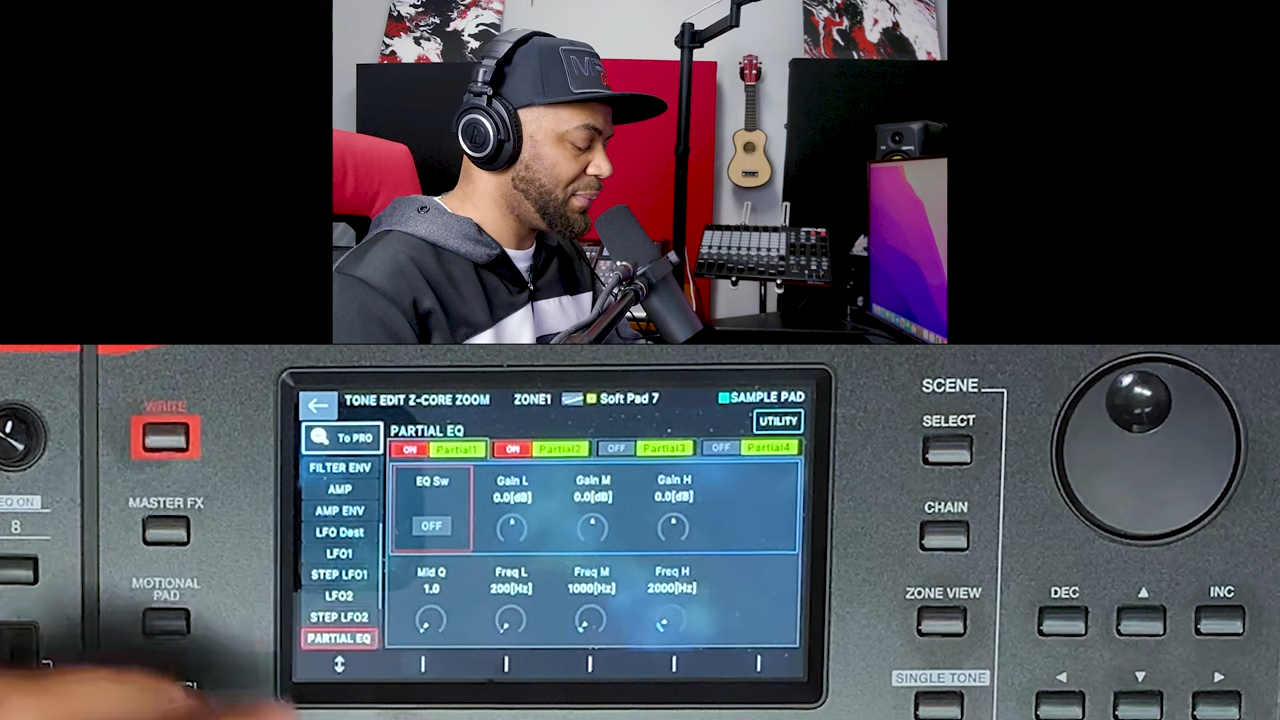 WRITE
EQ ON
8
MASTER FX
MOTIONAL
PAD
TONE EDIT Z-CORE ZOOM
ZONE1
Soft Pad 7
SAMPLE PAD
To PRO
PARTIAL EQ
UTILITY
ON Partial1 ON Partial2 OFF Partial3 OFF Partial4
FILTER ENV
AMP
AMP ENV
LFO Dest
LFO1
STEP LFO1
LFO2
STEP LFO2
PARTIAL EQ
EQ Sw Gain L Gain M Gain H
0.0[dB] 0.0[dB] 0.0[dB]
OFF
Mid Q Freq L Freq M Freq H
1.0 200[Hz] 1000[Hz] 2000[Hz]
SCENE
SELECT
CHAIN
ZONE VIEW
SINGLE TONE
DEC
INC